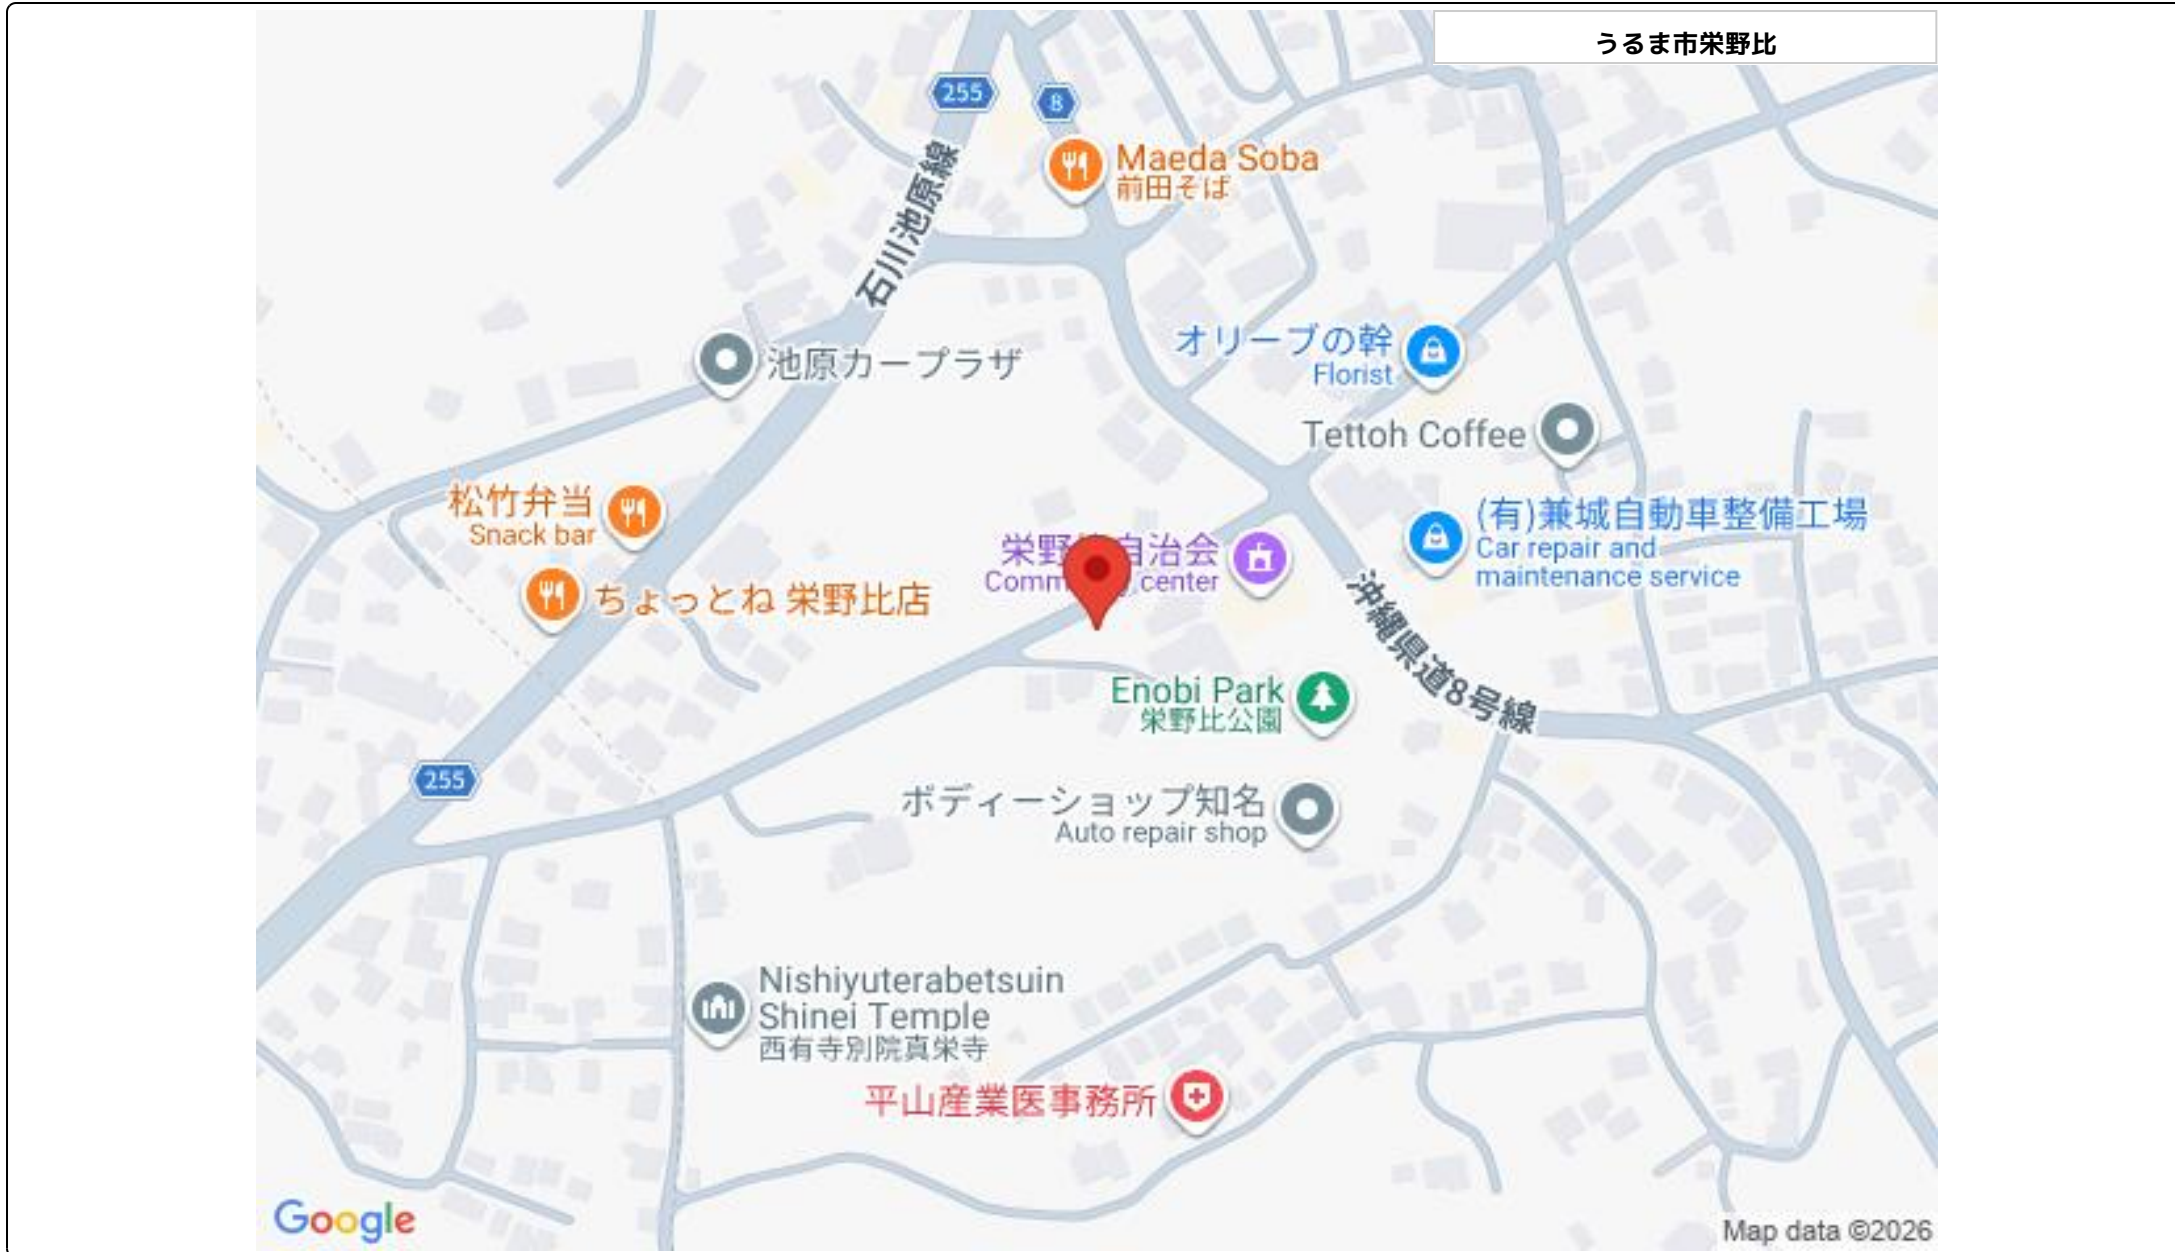 うるま市栄野比
255
8
Maeda Soba
前田そば
石川池原線
オリーブの幹
Florist
池原カープラザ
Tettoh Coffee
松竹弁当
Snack bar
(有)兼城自動車整備工場
Car repair and
maintenance service
栄野 自治会
Comm center
ちょっとね 栄野比店
沖縄県道8号線
Enobi Park
栄野比公園
255
ボディーショップ知名
Auto repair shop
Nishiyuterabetsuin
Shinei Temple
西有寺別院真栄寺
平山産業医事務所
Google
Map data ©2026